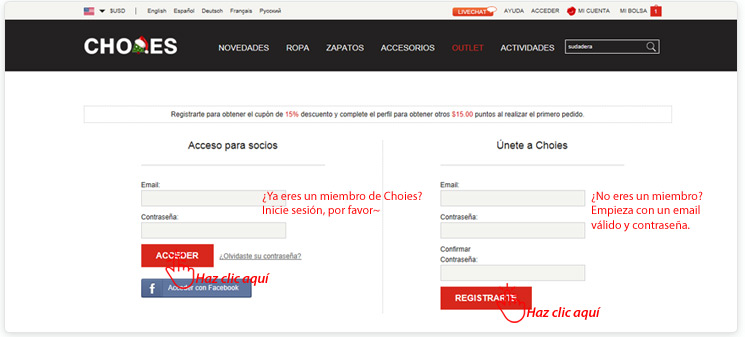 $USD English Español Deutsch Français Русский LIVECHAT AYUDA ACCEDER MI CUENTA MI BOLSA 1
CHOIES NOVEDADES ROPA ZAPATOS ACCESORIOS OUTLET ACTIVIDADES sudadera
Registrarte para obtener el cupón de 15% descuento y complete el perfil para obtener otros $15.00 puntos al realizar el primero pedido.
Acceso para socios
Email:
¿Ya eres un miembro de Choies?
Inicie sesión, por favor~
Contraseña:
ACCEDER ¿Olvidaste su contraseña?
Haz clic aquí
f Acceder con Facebook
Únete a Choies
Email:
¿No eres un miembro?
Empieza con un email
válido y contraseña.
Contraseña:
Confirmar
Contraseña:
REGISTRARTE
Haz clic aquí